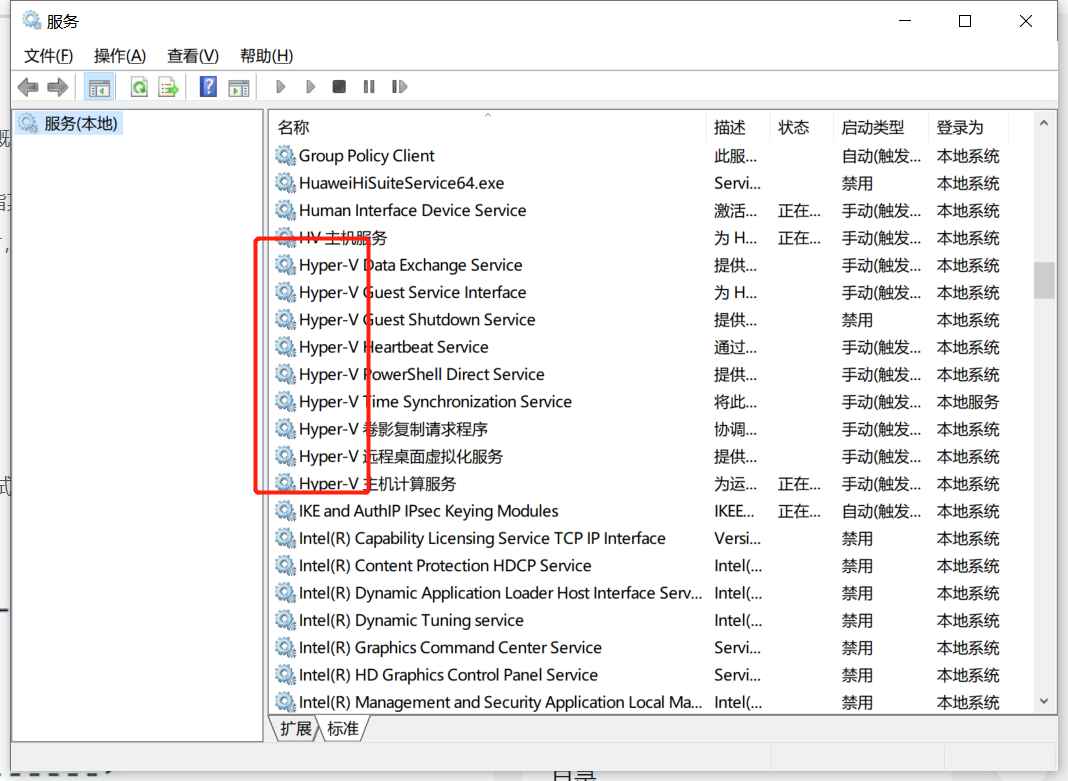 服务
文件(F) 操作(A) 查看(V) 帮助(H)
服务(本地)
名称 描述 状态 启动类型 登录为
Group Policy Client 此服... 自动(触发... 本地系统
HuaweiHiSuiteService64.exe Servi... 禁用 本地系统
Human Interface Device Service 激活... 正在... 手动(触发... 本地系统
HV 主机服务 为 H... 正在... 手动(触发... 本地系统
Hyper-V Data Exchange Service 提供... 手动(触发... 本地系统
Hyper-V Guest Service Interface 为 H... 手动(触发... 本地系统
Hyper-V Guest Shutdown Service 提供... 禁用 本地系统
Hyper-V Heartbeat Service 通过... 手动(触发... 本地系统
Hyper-V PowerShell Direct Service 提供... 手动(触发... 本地系统
Hyper-V Time Synchronization Service 将此... 手动(触发... 本地服务
Hyper-V 卷影复制请求程序 协调... 手动(触发... 本地系统
Hyper-V 远程桌面虚拟化服务 提供... 手动(触发... 本地系统
Hyper-V 主机计算服务 为运... 正在... 手动(触发... 本地系统
IKE and AuthIP IPsec Keying Modules IKEE... 正在... 自动(触发... 本地系统
Intel(R) Capability Licensing Service TCP IP Interface Versi... 禁用 本地系统
Intel(R) Content Protection HDCP Service Intel(... 禁用 本地系统
Intel(R) Dynamic Application Loader Host Interface Serv... Intel(... 禁用 本地系统
Intel(R) Dynamic Tuning service Intel(... 禁用 本地系统
Intel(R) Graphics Command Center Service Servi... 禁用 本地系统
Intel(R) HD Graphics Control Panel Service Servi... 禁用 本地系统
Intel(R) Management and Security Application Local Ma... Intel(... 禁用 本地系统
扩展 标准